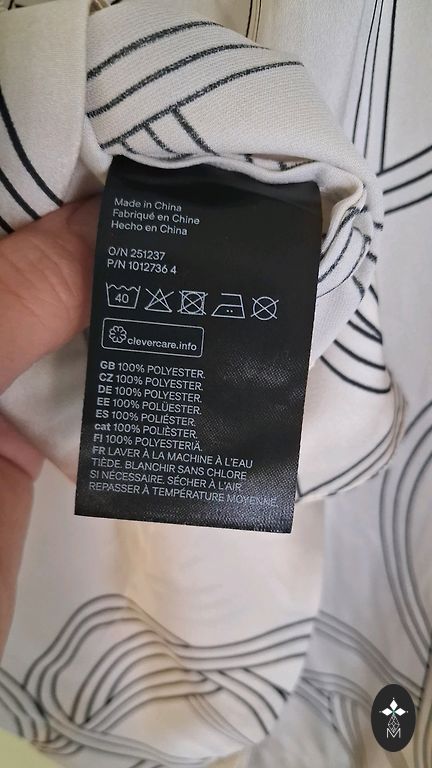 Made in China
Fabriqué en Chine
Hecho en China
O/N 251237
P/N 1012736 4
40
clevercare.info
GB 100% POLYESTER.
CZ 100% POLYESTER.
DE 100% POLYESTER.
EE 100% POLÜESTER.
ES 100% POLIÉSTER.
cat 100% POLIÈSTER.
FI 100% POLYESTERIÄ.
FR LAVER À LA MACHINE À L'EAU
TIÈDE. BLANCHIR SANS CHLORE
SI NÉCESSAIRE. SÉCHER À L'AIR.
REPASSER À TEMPÉRATURE MOYENNE.
M